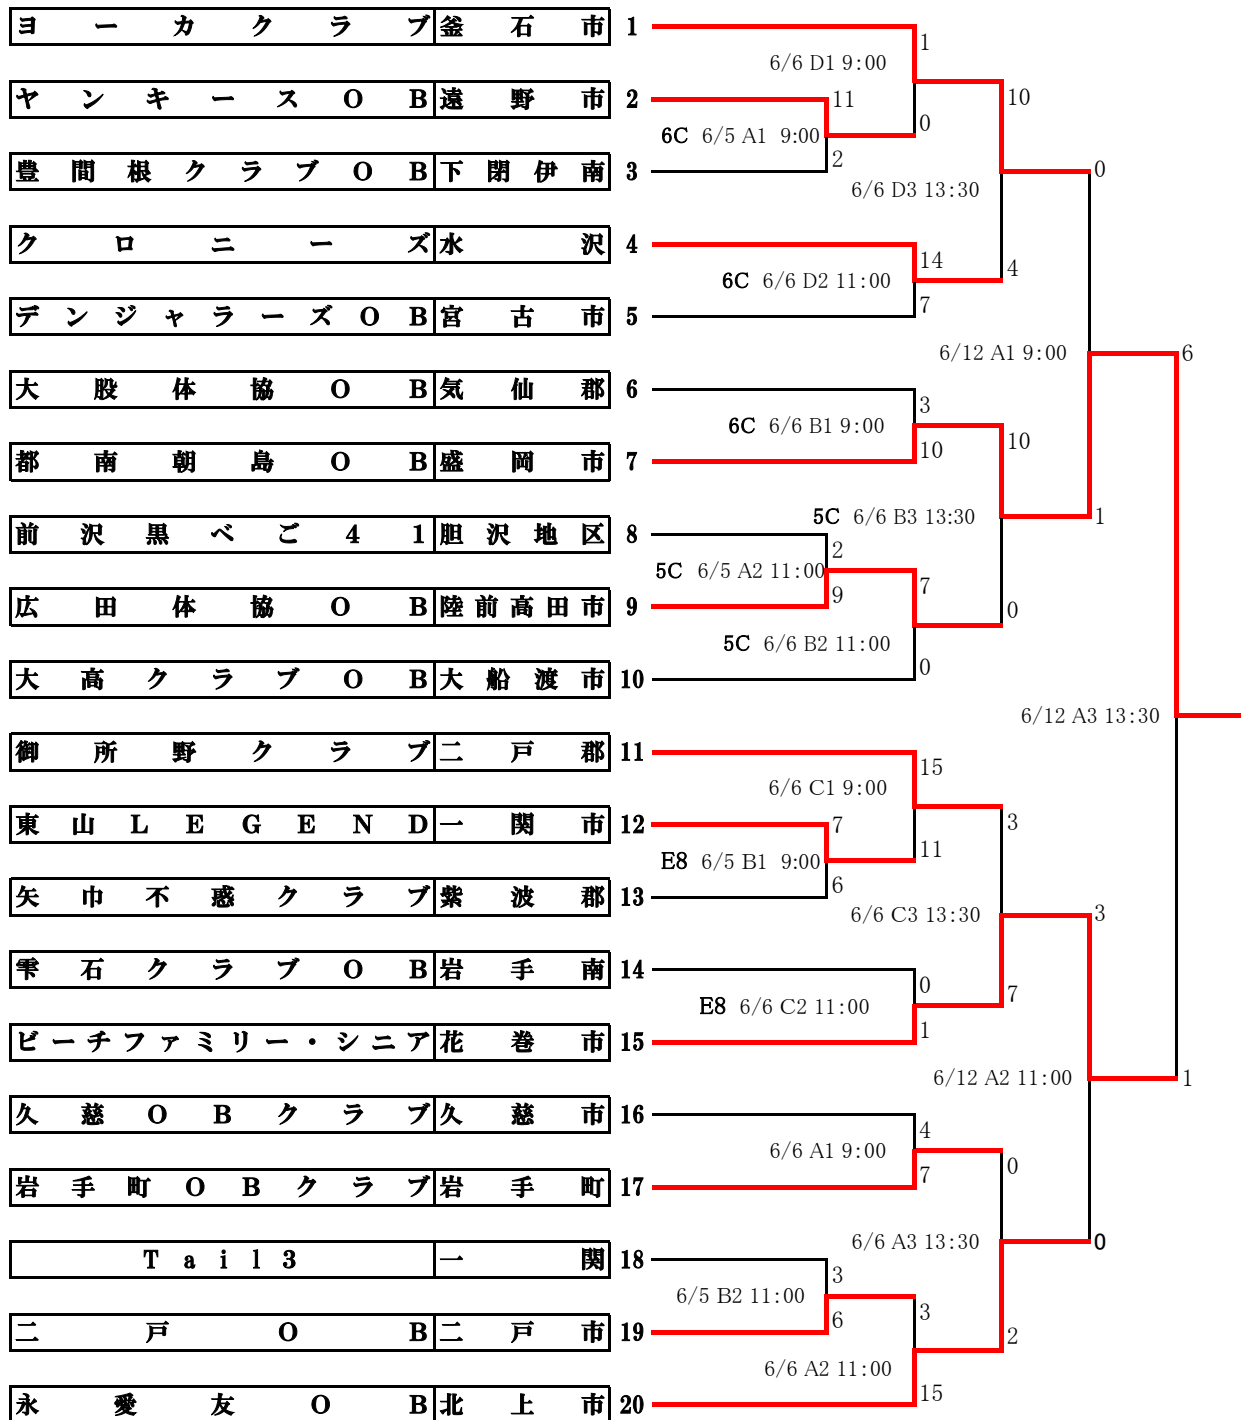 ヨーカクラブ 釜石市 1
1
6/6 D1 9:00
ヤンキースOB 遠野市 2
11
10
0
6C 6/5 A1 9:00
2
豊間根クラブOB 下閉伊南 3
0
6/6 D3 13:30
クロニーズ 水沢 4
14
4
6C 6/6 D2 11:00
7
デンジャラーズOB 宮古市 5
6/12 A1 9:00
6
大股体協OB 気仙郡 6
3
6C 6/6 B1 9:00
10
10
都南朝島OB 盛岡市 7
5C 6/6 B3 13:30
1
前沢黒べご41 胆沢地区 8
2
5C 6/5 A2 11:00
7
9
広田体協OB 陸前高田市 9
0
5C 6/6 B2 11:00
0
大高クラブOB 大船渡市 10
6/12 A3 13:30
御所野クラブ 二戸郡 11
15
6/6 C1 9:00
東山LEGEND 一関市 12
7
3
11
E8 6/5 B1 9:00
6
矢巾不惑クラブ 紫波郡 13
6/6 C3 13:30
3
雫石クラブOB 岩手南 14
0
7
E8 6/6 C2 11:00
1
ビーチファミリー・シニア 花巻市 15
6/12 A2 11:00
1
久慈OBクラブ 久慈市 16
4
6/6 A1 9:00
0
7
岩手町OBクラブ 岩手町 17
6/6 A3 13:30
0
Tail3 一関 18
3
6/5 B2 11:00
3
6
二戸OB 二戸市 19
2
6/6 A2 11:00
15
永愛友OB 北上市 20